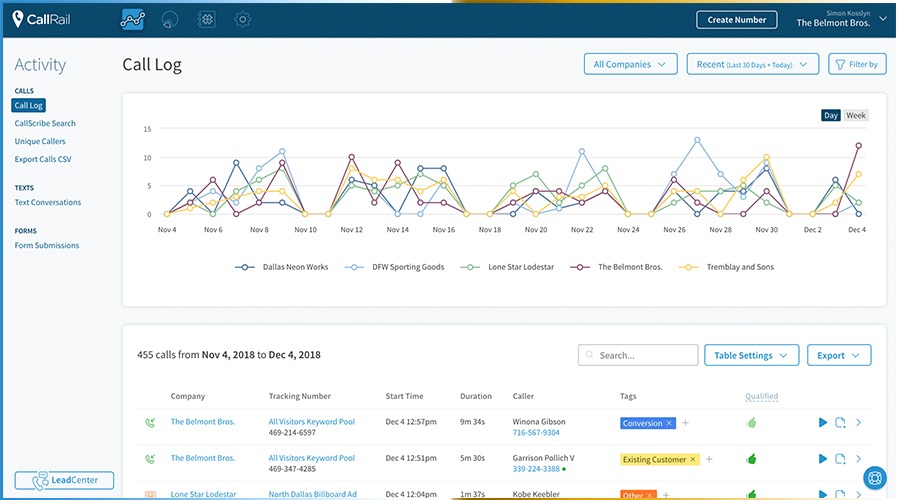 CallRail
Create Number
Simon Kosslyn
The Belmont Bros.
Activity
CALLS
Call Log
CallScribe Search
Unique Callers
Export Calls CSV
TEXTS
Text Conversations
FORMS
Form Submissions
LeadCenter
Call Log
All Companies
Recent (Last 30 Days + Today)
Filter by
Day Week
15
10
5
0
Nov 4 Nov 6 Nov 8 Nov 10 Nov 12 Nov 14 Nov 16 Nov 18 Nov 20 Nov 22 Nov 24 Nov 26 Nov 28 Nov 30 Dec 2 Dec 4
Dallas Neon Works DFW Sporting Goods Lone Star Lodestar The Belmont Bros. Tremblay and Sons
455 calls from Nov 4, 2018 to Dec 4, 2018
Search...
Table Settings
Export
Company Tracking Number Start Time Duration Caller Tags Qualified
The Belmont Bros. All Visitors Keyword Pool Dec 4 12:57pm 9m 34s Winona Gibson Conversion × +
469-214-6597 716-567-9304
The Belmont Bros. All Visitors Keyword Pool Dec 4 12:51pm 5m 30s Garrison Pollich V Existing Customer × +
469-347-4285 339-224-3388
Lone Star Lodestar North Dallas Billboard Ad Dec 4 12:04pm 1m 37s Kobe Keebler Other × +